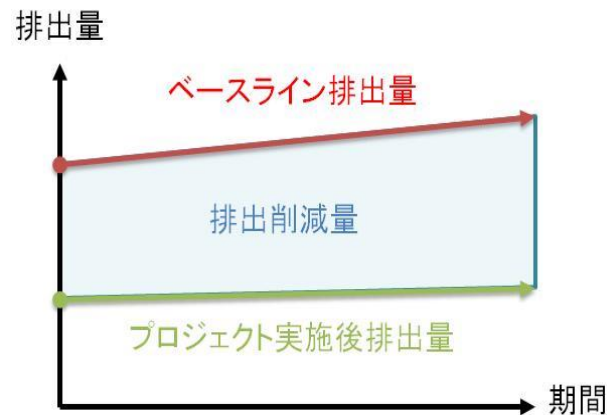 排出量
ベースライン排出量
排出削減量
プロジェクト実施後排出量
期間